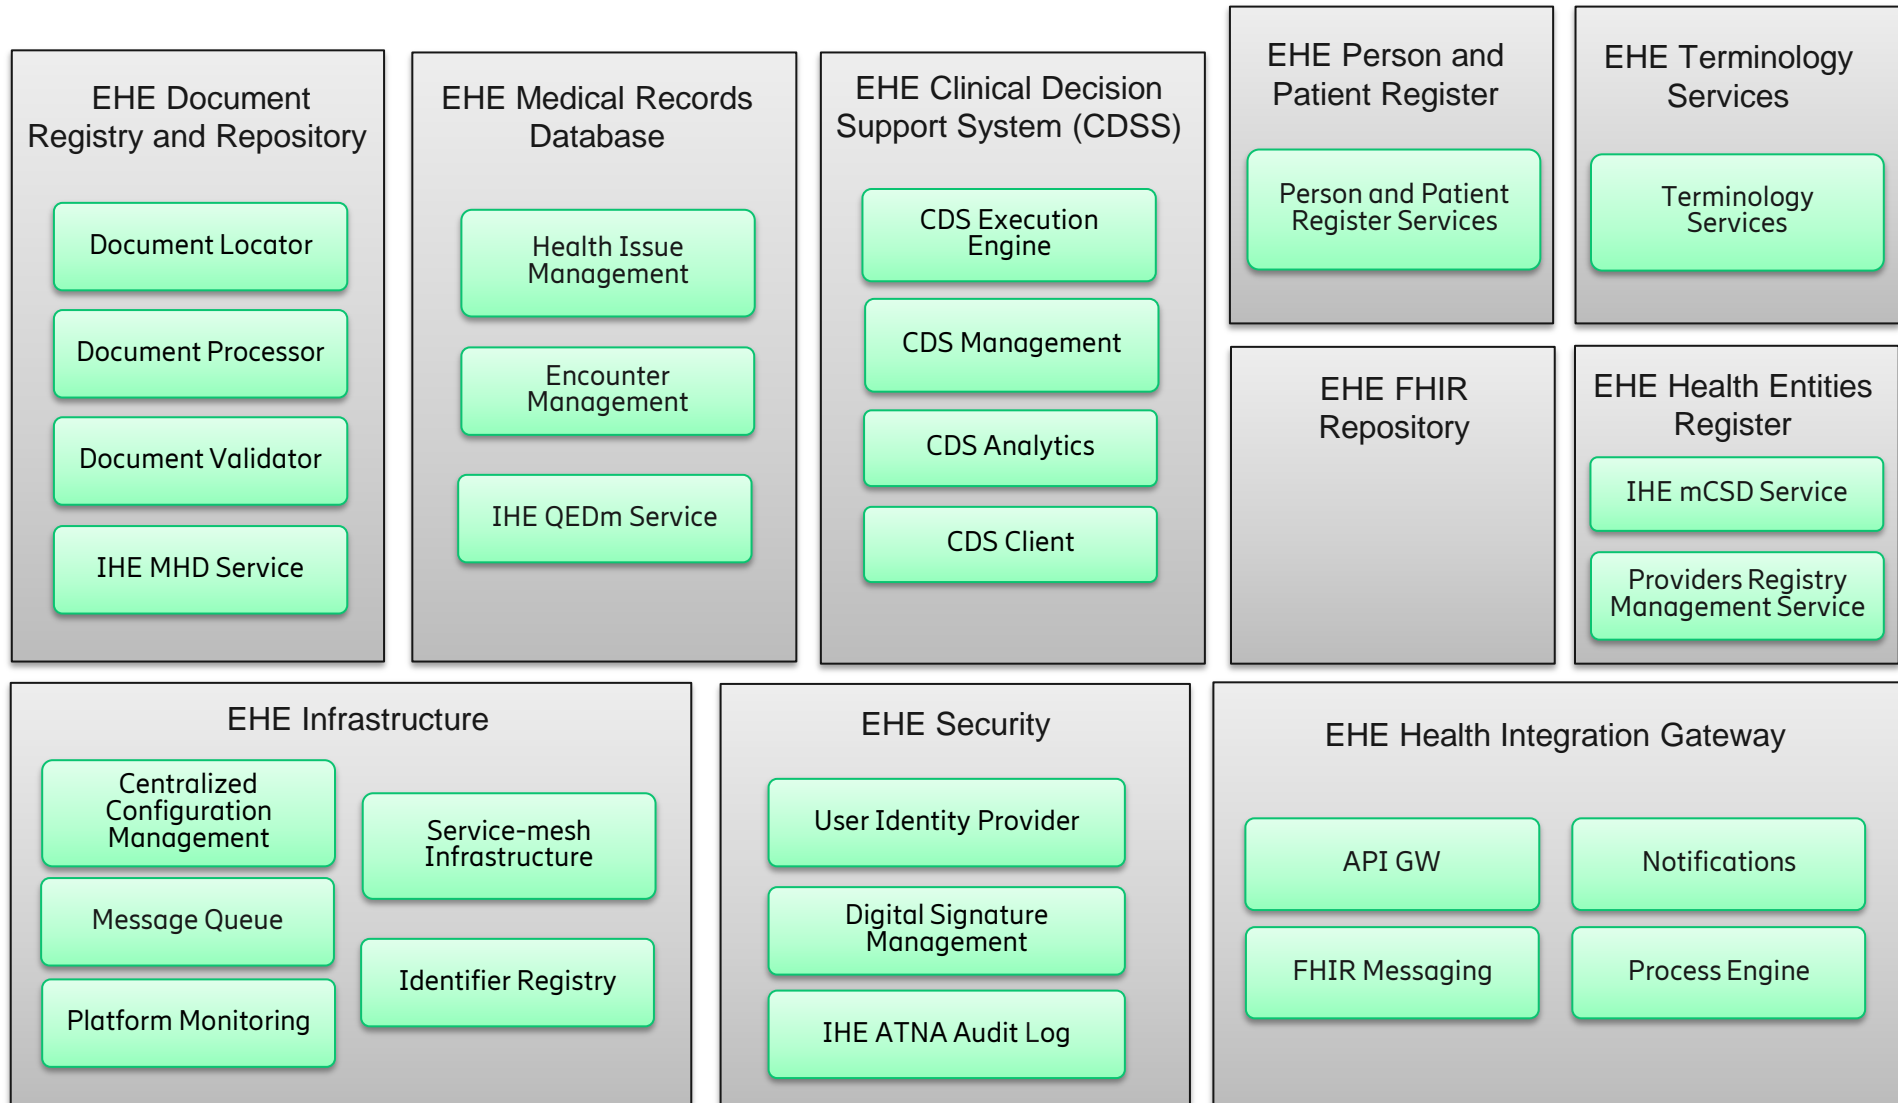 EHE Document
Registry and Repository
Document Locator
Document Processor
Document Validator
IHE MHD Service
EHE Medical Records
Database
Health Issue
Management
Encounter
Management
IHE QEDm Service
EHE Clinical Decision
Support System (CDSS)
CDS Execution
Engine
CDS Management
CDS Analytics
CDS Client
EHE Person and
Patient Register
Person and Patient
Register Services
EHE Terminology
Services
Terminology
Services
EHE FHIR
Repository
EHE Health Entities
Register
IHE mCSD Service
Providers Registry
Management Service
EHE Infrastructure
Centralized
Configuration
Management
Message Queue
Platform Monitoring
Service-mesh
Infrastructure
Identifier Registry
EHE Security
User Identity Provider
Digital Signature
Management
IHE ATNA Audit Log
EHE Health Integration Gateway
API GW
Notifications
FHIR Messaging
Process Engine